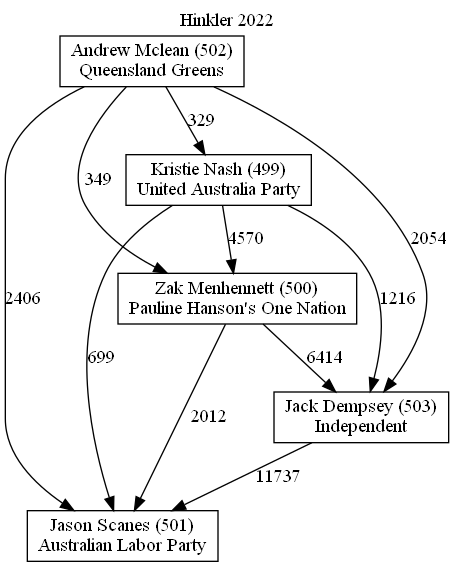 Hinkler 2022
Andrew Mclean (502)
Queensland Greens
329
Kristie Nash (499)
United Australia Party
349
2054
4570
Zak Menhennett (500)
Pauline Hanson's One Nation
2406
1216
699
6414
2012
Jack Dempsey (503)
Independent
11737
Jason Scanes (501)
Australian Labor Party